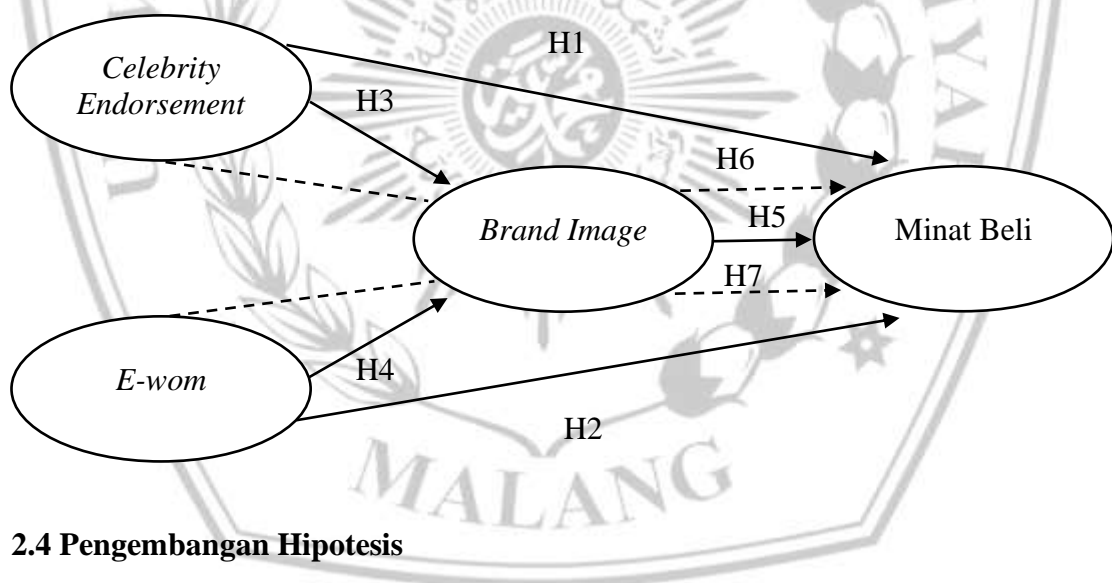 H1
Celebrity
Endorsement
H3
H6
Brand Image
H5
Minat Beli
H7
E-wom
H4
H2
MALANG
2.4 Pengembangan Hipotesis